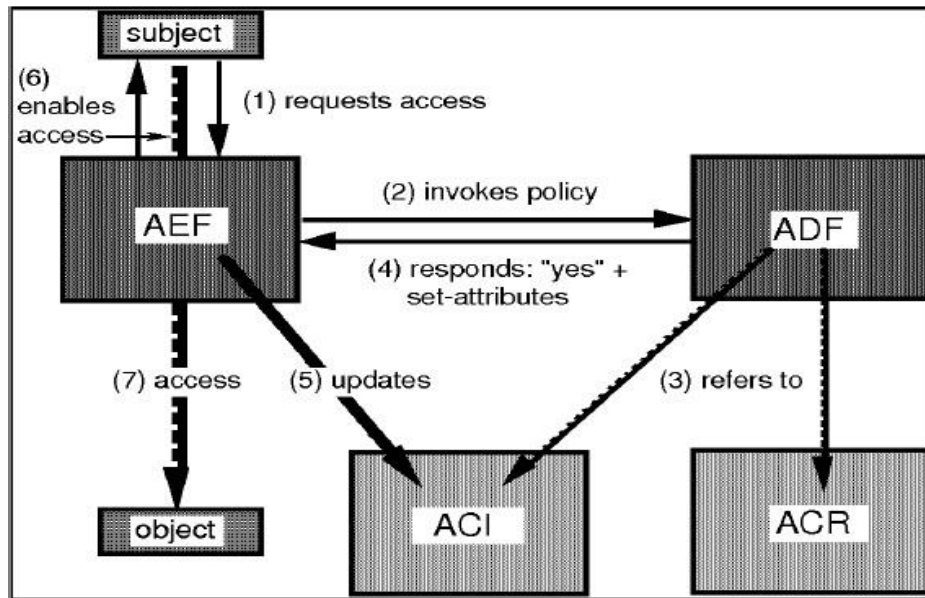 subject
(6)
enables
access
(1) requests access
AEF
(2) invokes policy
ADF
(4) responds: "yes" +
set-attributes
(7) access
(5) updates
(3) refers to
object
ACI
ACR